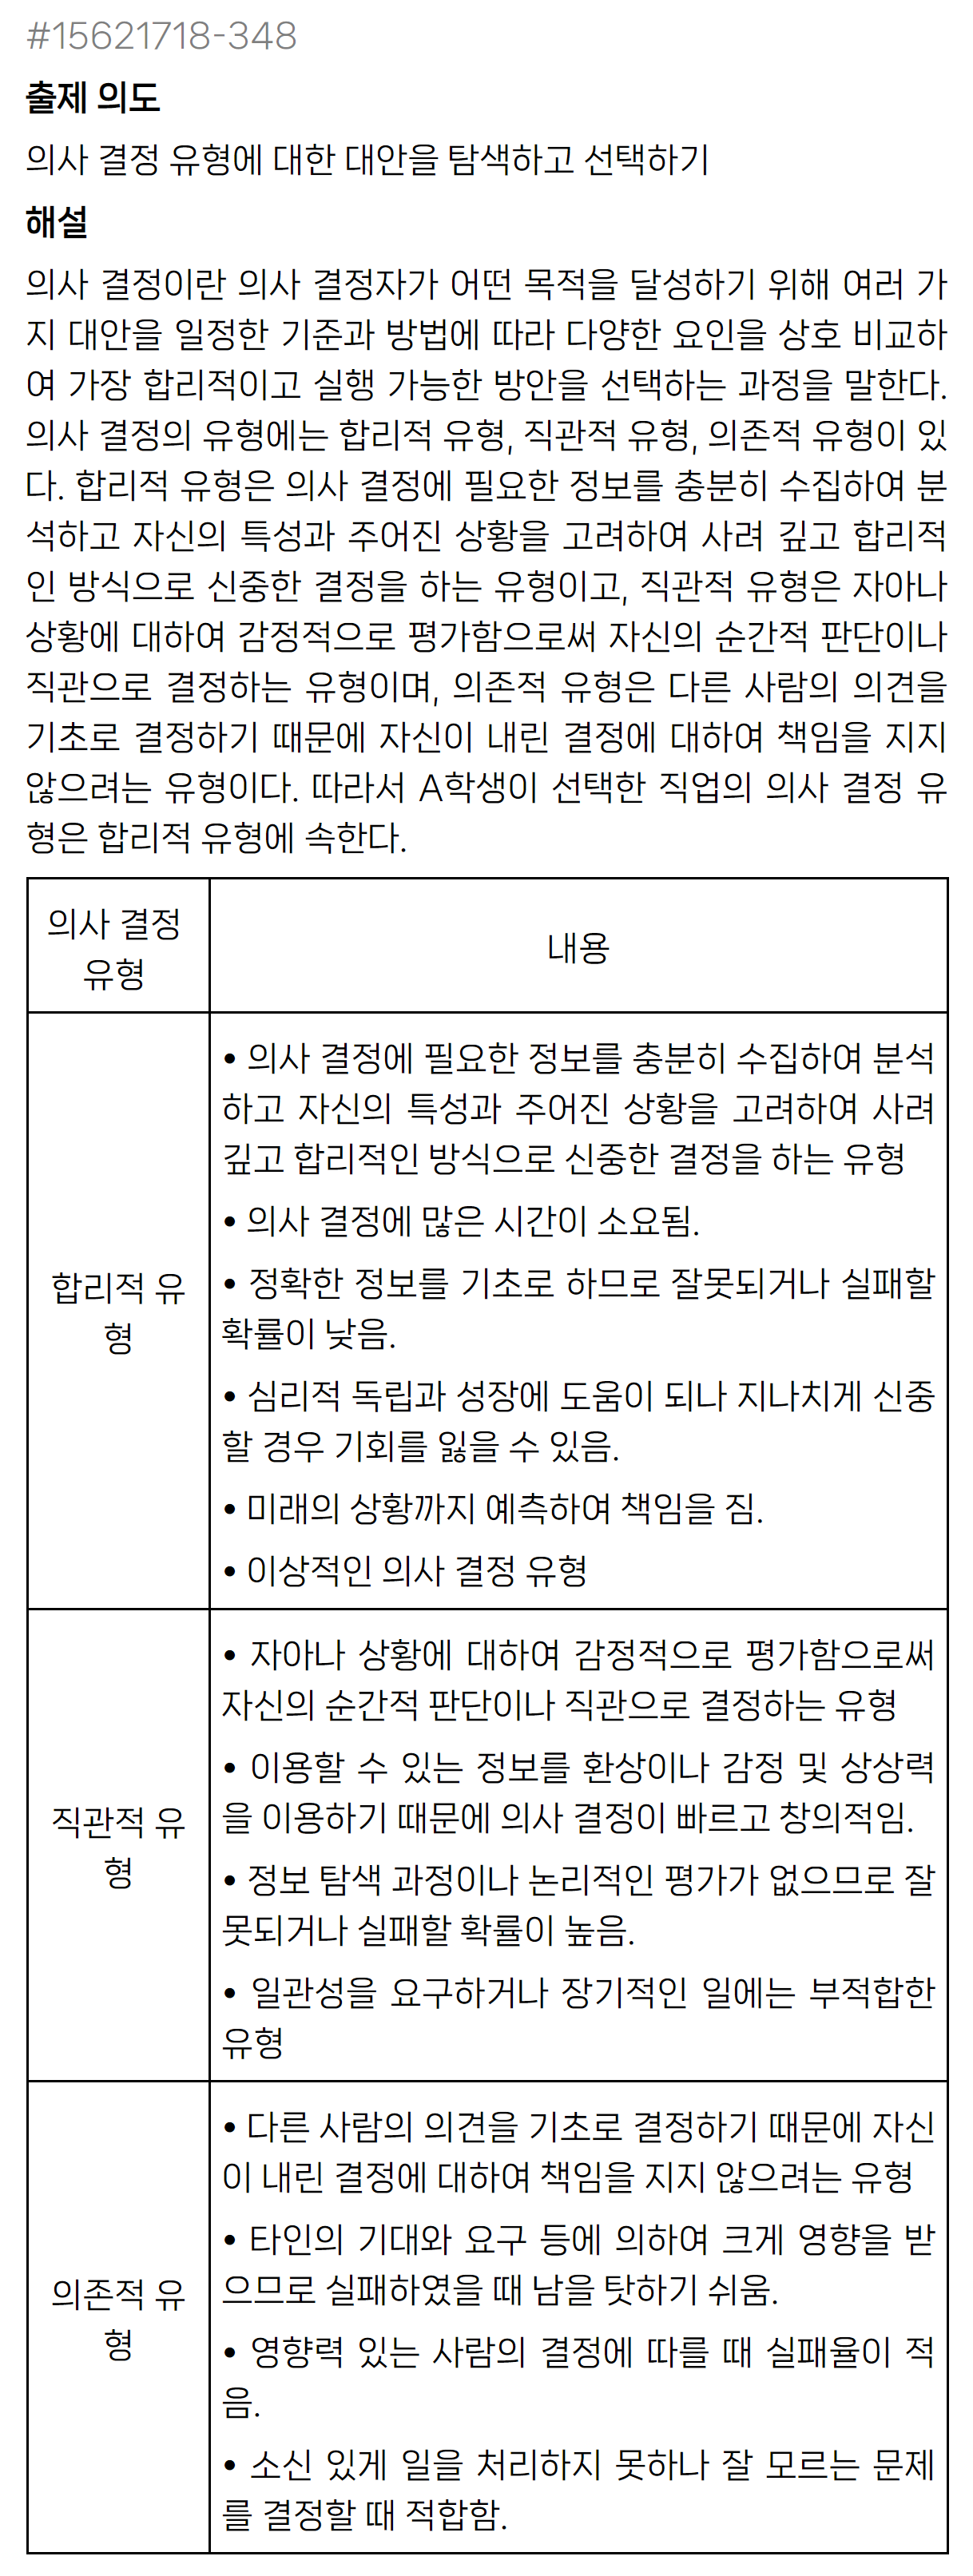 #15621718-348
출제 의도
의사 결정 유형에 대한 대안을 탐색하고 선택하기
해설
의사 결정이란 의사 결정자가 어떤 목적을 달성하기 위해 여러 가
지 대안을 일정한 기준과 방법에 따라 다양한 요인을 상호 비교하
여 가장 합리적이고 실행 가능한 방안을 선택하는 과정을 말한다.
의사 결정의 유형에는 합리적 유형, 직관적 유형, 의존적 유형이 있
다. 합리적 유형은 의사 결정에 필요한 정보를 충분히 수집하여 분
석하고 자신의 특성과 주어진 상황을 고려하여 사려 깊고 합리적
인 방식으로 신중한 결정을 하는 유형이고, 직관적 유형은 자아나
상황에 대하여 감정적으로 평가함으로써 자신의 순간적 판단이나
직관으로 결정하는 유형이며, 의존적 유형은 다른 사람의 의견을
기초로 결정하기 때문에 자신이 내린 결정에 대하여 책임을 지지
않으려는 유형이다. 따라서 A학생이 선택한 직업의 의사 결정 유
형은 합리적 유형에 속한다.
의사 결정
유형
내용
합리적 유
형
• 의사 결정에 필요한 정보를 충분히 수집하여 분석
하고 자신의 특성과 주어진 상황을 고려하여 사려
깊고 합리적인 방식으로 신중한 결정을 하는 유형
• 의사 결정에 많은 시간이 소요됨.
• 정확한 정보를 기초로 하므로 잘못되거나 실패할
확률이 낮음.
• 심리적 독립과 성장에 도움이 되나 지나치게 신중
할 경우 기회를 잃을 수 있음.
• 미래의 상황까지 예측하여 책임을 짐.
• 이상적인 의사 결정 유형
직관적 유
형
• 자아나 상황에 대하여 감정적으로 평가함으로써
자신의 순간적 판단이나 직관으로 결정하는 유형
• 이용할 수 있는 정보를 환상이나 감정 및 상상력
을 이용하기 때문에 의사 결정이 빠르고 창의적임.
• 정보 탐색 과정이나 논리적인 평가가 없으므로 잘
못되거나 실패할 확률이 높음.
• 일관성을 요구하거나 장기적인 일에는 부적합한
유형
의존적 유
형
• 다른 사람의 의견을 기초로 결정하기 때문에 자신
이 내린 결정에 대하여 책임을 지지 않으려는 유형
• 타인의 기대와 요구 등에 의하여 크게 영향을 받
으므로 실패하였을 때 남을 탓하기 쉬움.
• 영향력 있는 사람의 결정에 따를 때 실패율이 적
음.
• 소신 있게 일을 처리하지 못하나 잘 모르는 문제
를 결정할 때 적합함.